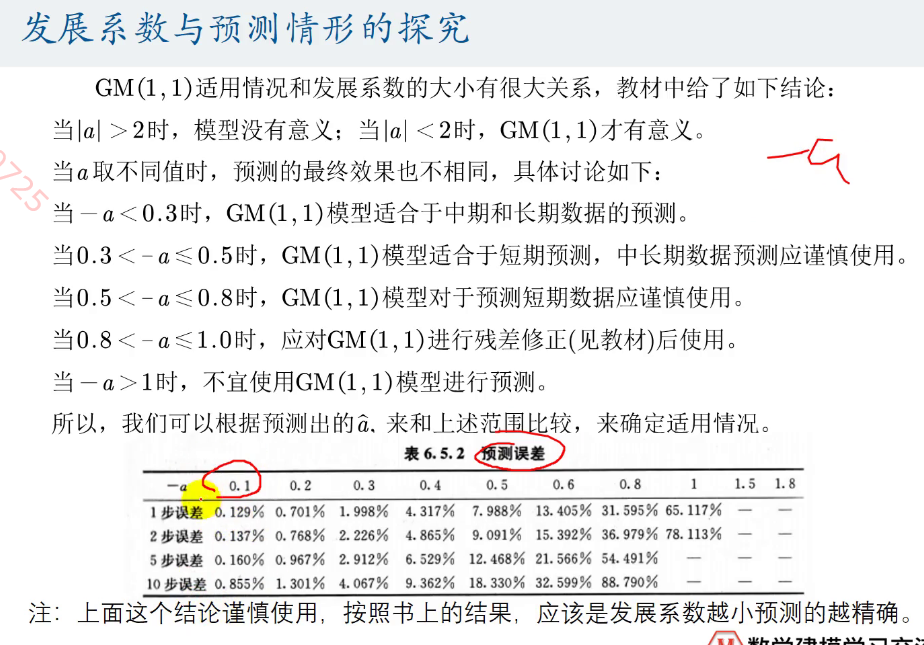 发展系数与预测情形的探究
GM(1,1)适用情况和发展系数的大小有很大关系，教材中给了如下结论：
当|a|>2时，模型没有意义；当|a|<2时，GM(1,1)才有意义。
当a取不同值时，预测的最终效果也不相同，具体讨论如下：
当−a<0.3时，GM(1,1)模型适合于中期和长期数据的预测。
当0.3<−a≤0.5时，GM(1,1)模型适合于短期预测，中长期数据预测应谨慎使用。
当0.5<−a≤0.8时，GM(1,1)模型对于预测短期数据应谨慎使用。
当0.8<−a≤1.0时，应对GM(1,1)进行残差修正(见教材)后使用。
当−a>1时，不宜使用GM(1,1)模型进行预测。
所以，我们可以根据预测出的â，来和上述范围比较，来确定适用情况。
表 6.5.2 预测误差
−a 0.1 0.2 0.3 0.4 0.5 0.6 0.8 1 1.5 1.8
1 步误差 0.129% 0.701% 1.998% 4.317% 7.988% 13.405% 31.595% 65.117% — —
2 步误差 0.137% 0.768% 2.226% 4.865% 9.091% 15.392% 36.979% 78.113% — —
5 步误差 0.160% 0.967% 2.912% 6.529% 12.468% 21.566% 54.491% — — —
10 步误差 0.855% 1.301% 4.067% 9.362% 18.330% 32.599% 88.790% — — —
注：上面这个结论谨慎使用，按照书上的结果，应该是发展系数越小预测的越精确。
数学建模学习交流